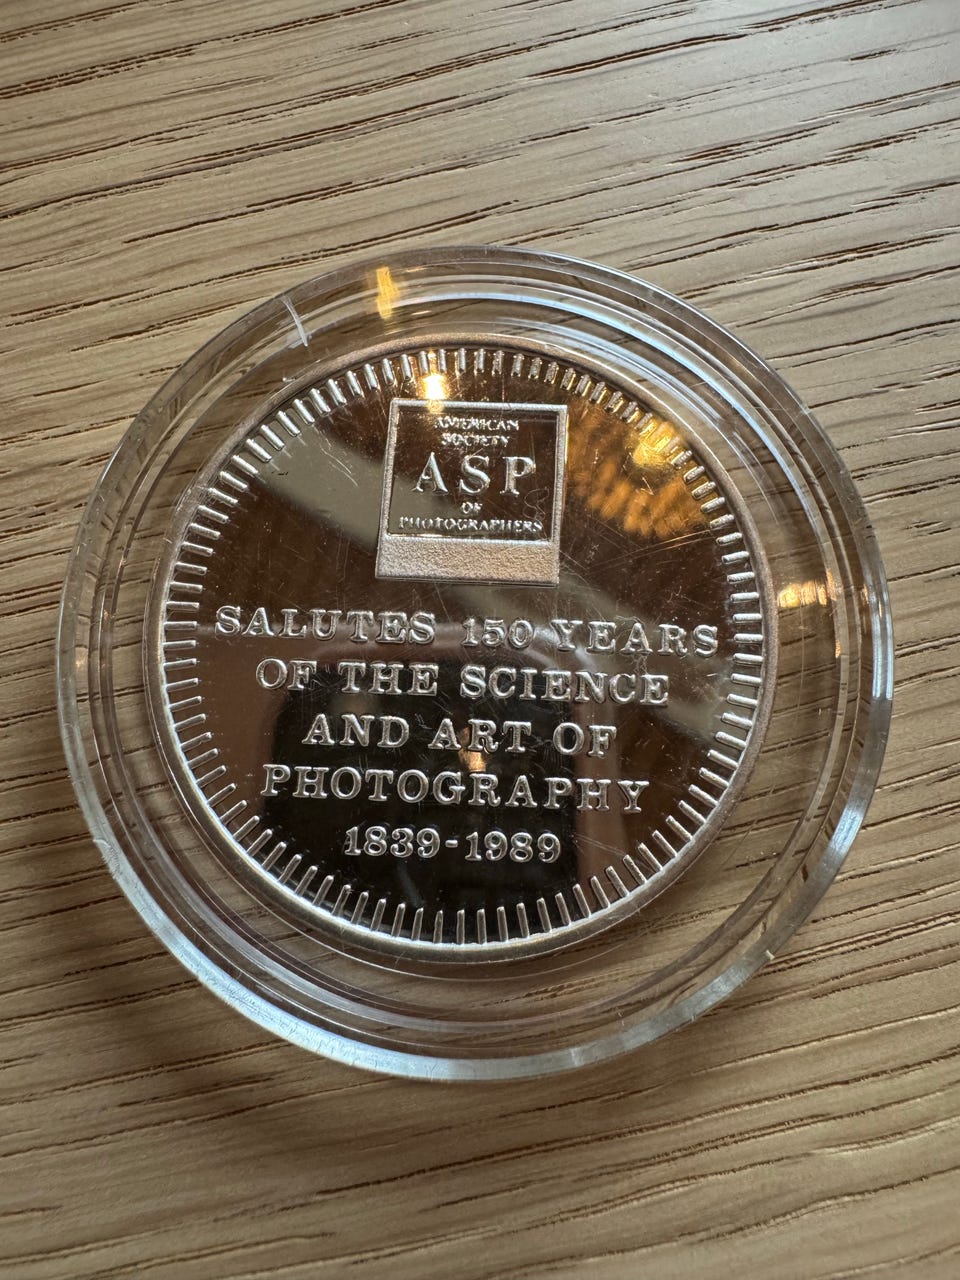 AMERICAN
SOCIETY
ASP
OF
PHOTOGRAPHERS
SALUTES 150 YEARS
OF THE SCIENCE
AND ART OF
PHOTOGRAPHY
1839-1989